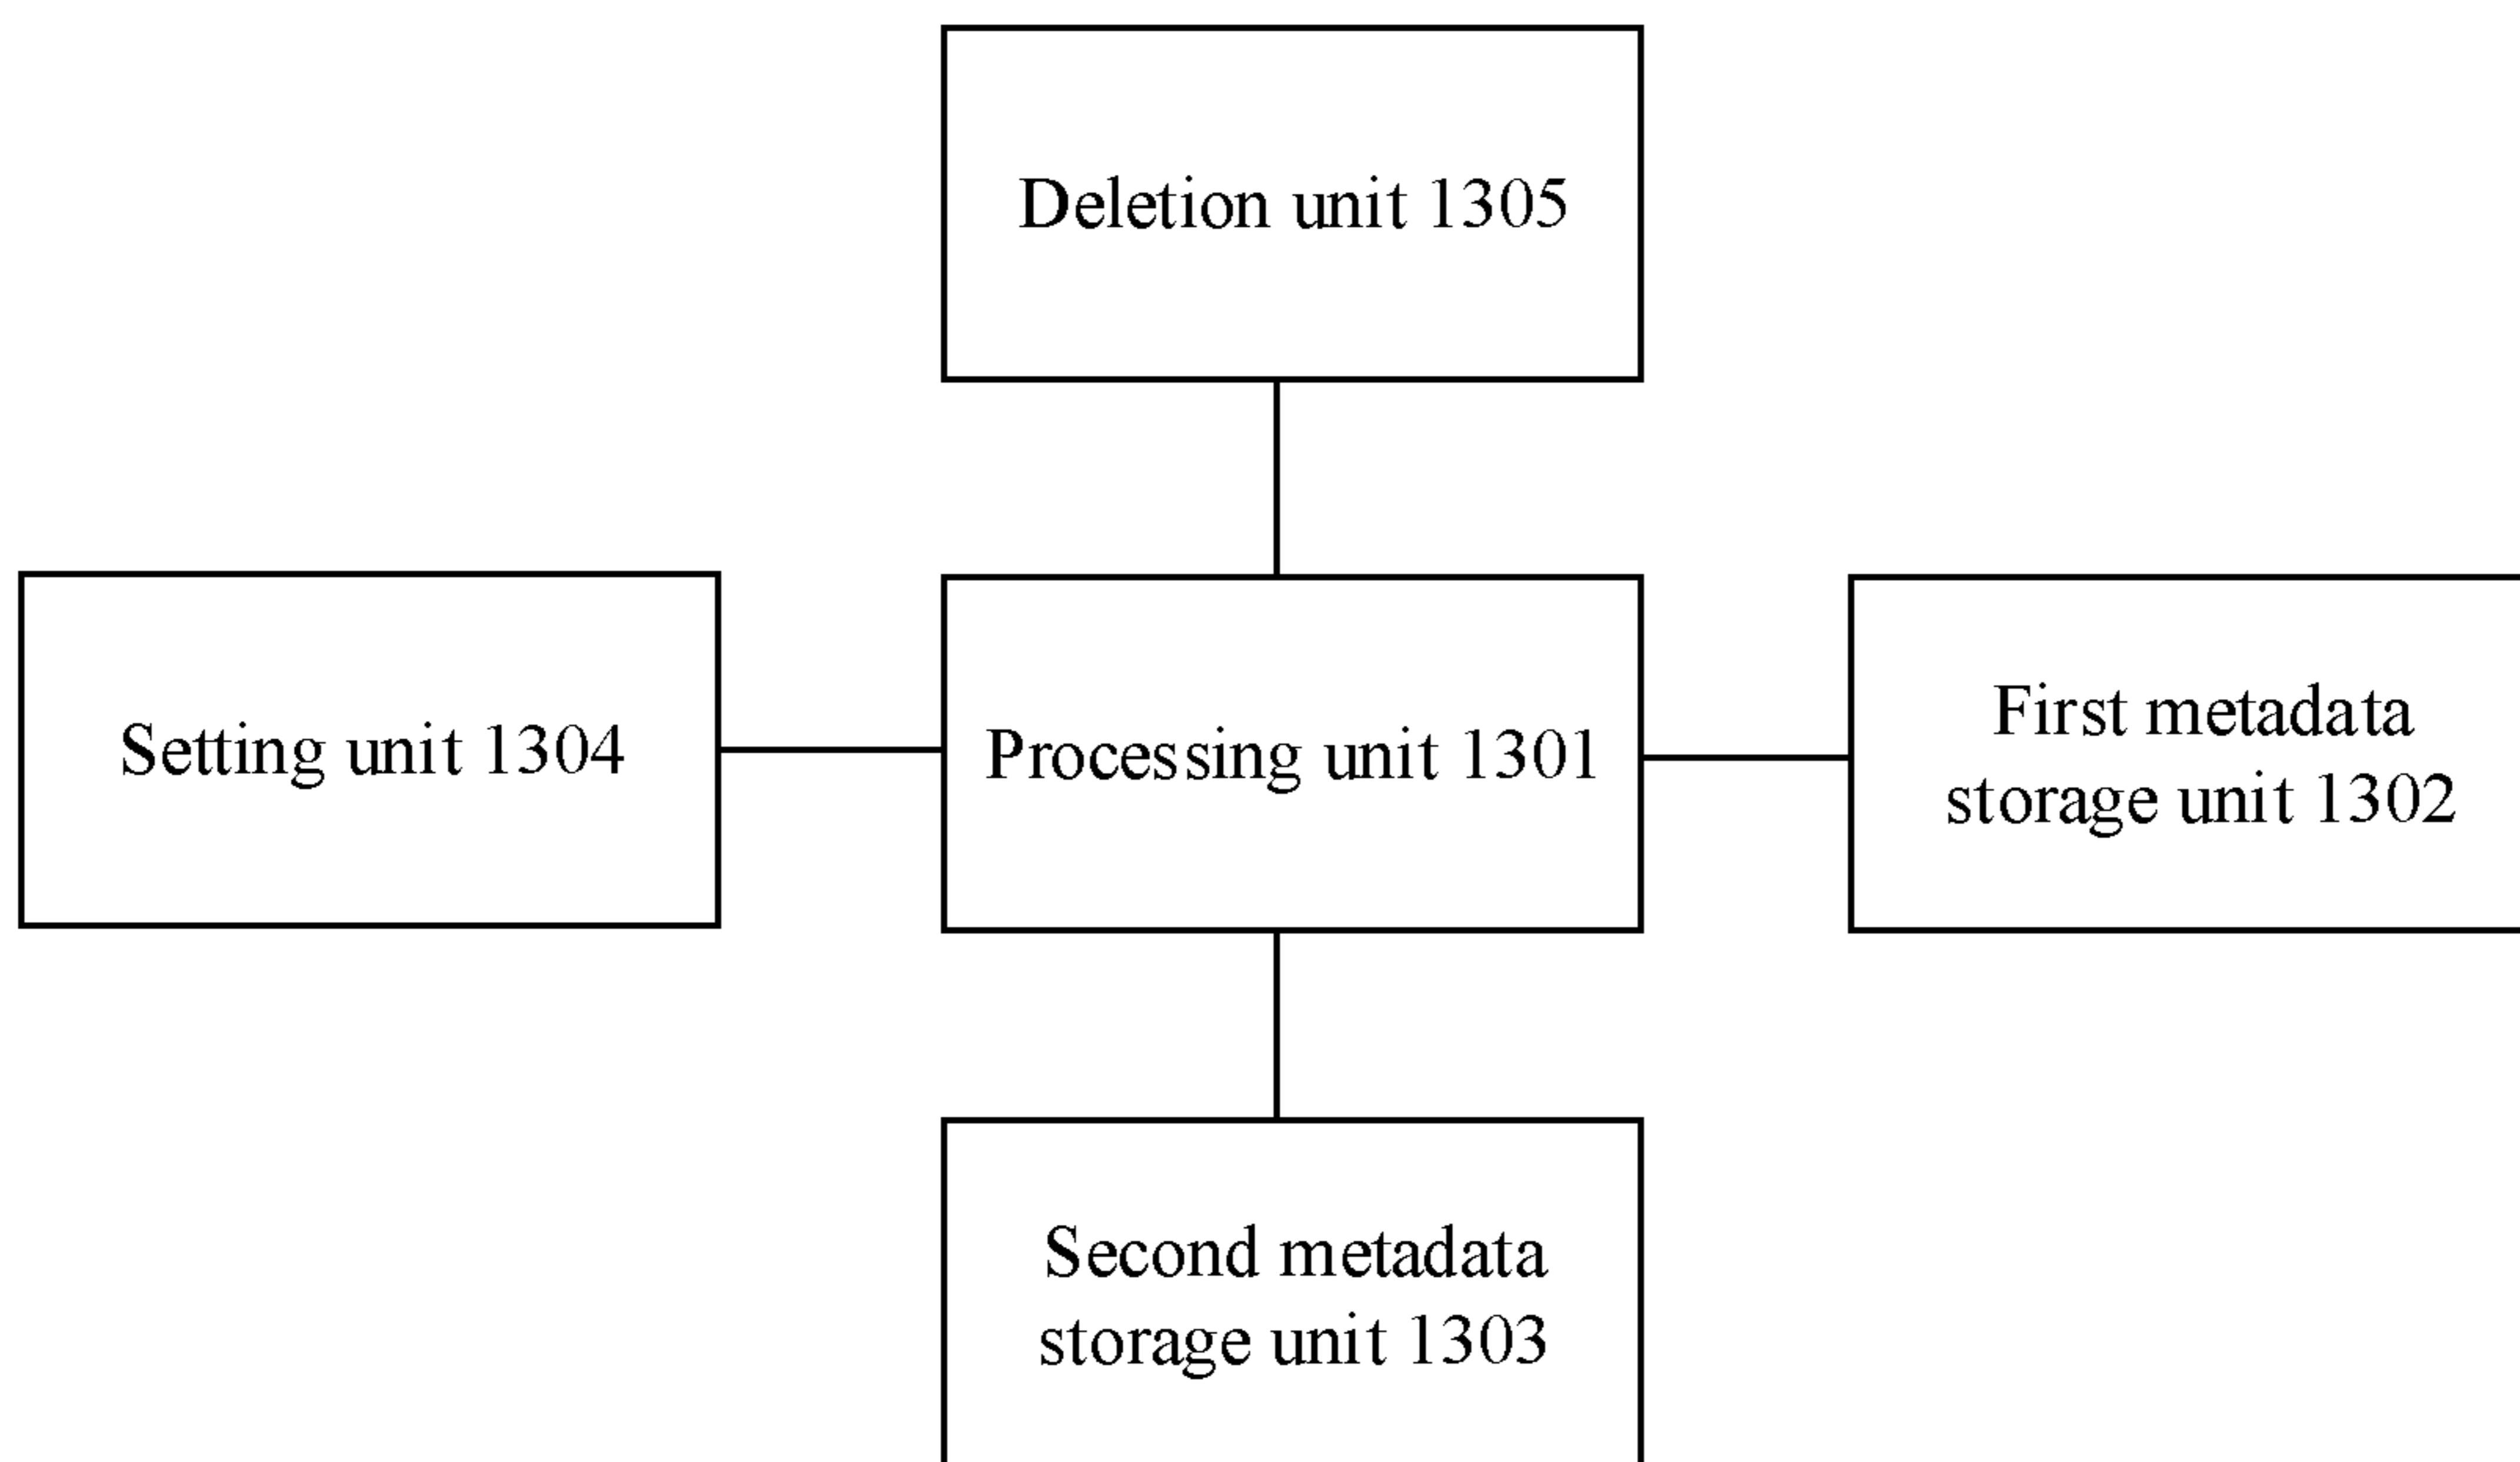 Deletion unit 1305
Setting unit 1304
Processing unit 1301
First metadata
storage unit 1302
Second metadata
storage unit 1303